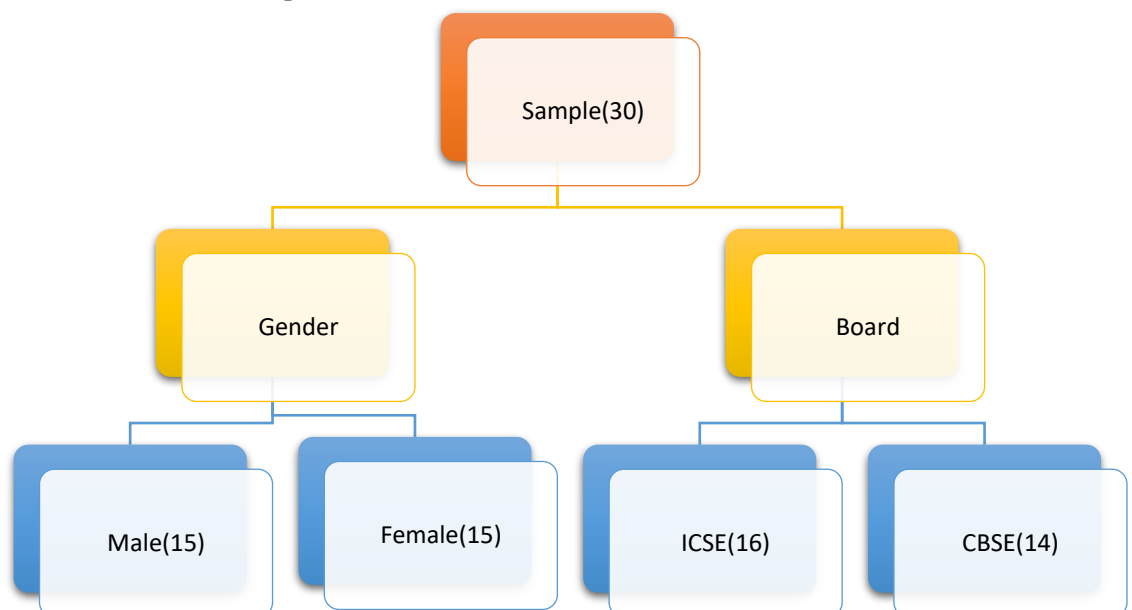 Sample(30)
Gender
Board
Male(15)
Female(15)
ICSE(16)
CBSE(14)